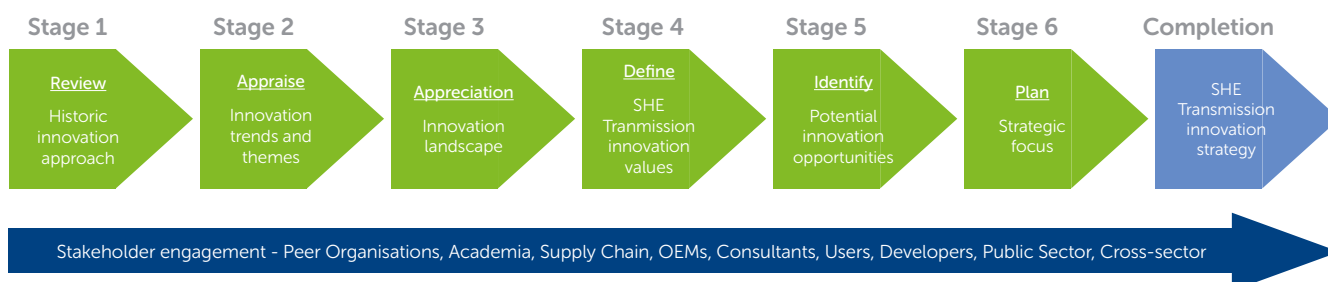 Stage 1
Stage 2
Stage 3
Stage 4
Stage 5
Stage 6
Completion
Review
Historic
innovation
approach
Appraise
Innovation
trends and
themes
Appreciation
Innovation
landscape
Define
SHE
Tranmission
innovation
values
Identify
Potential
innovation
opportunities
Plan
Strategic
focus
SHE
Transmission
innovation
strategy
Stakeholder engagement - Peer Organisations, Academia, Supply Chain, OEMs, Consultants, Users, Developers, Public Sector, Cross-sector